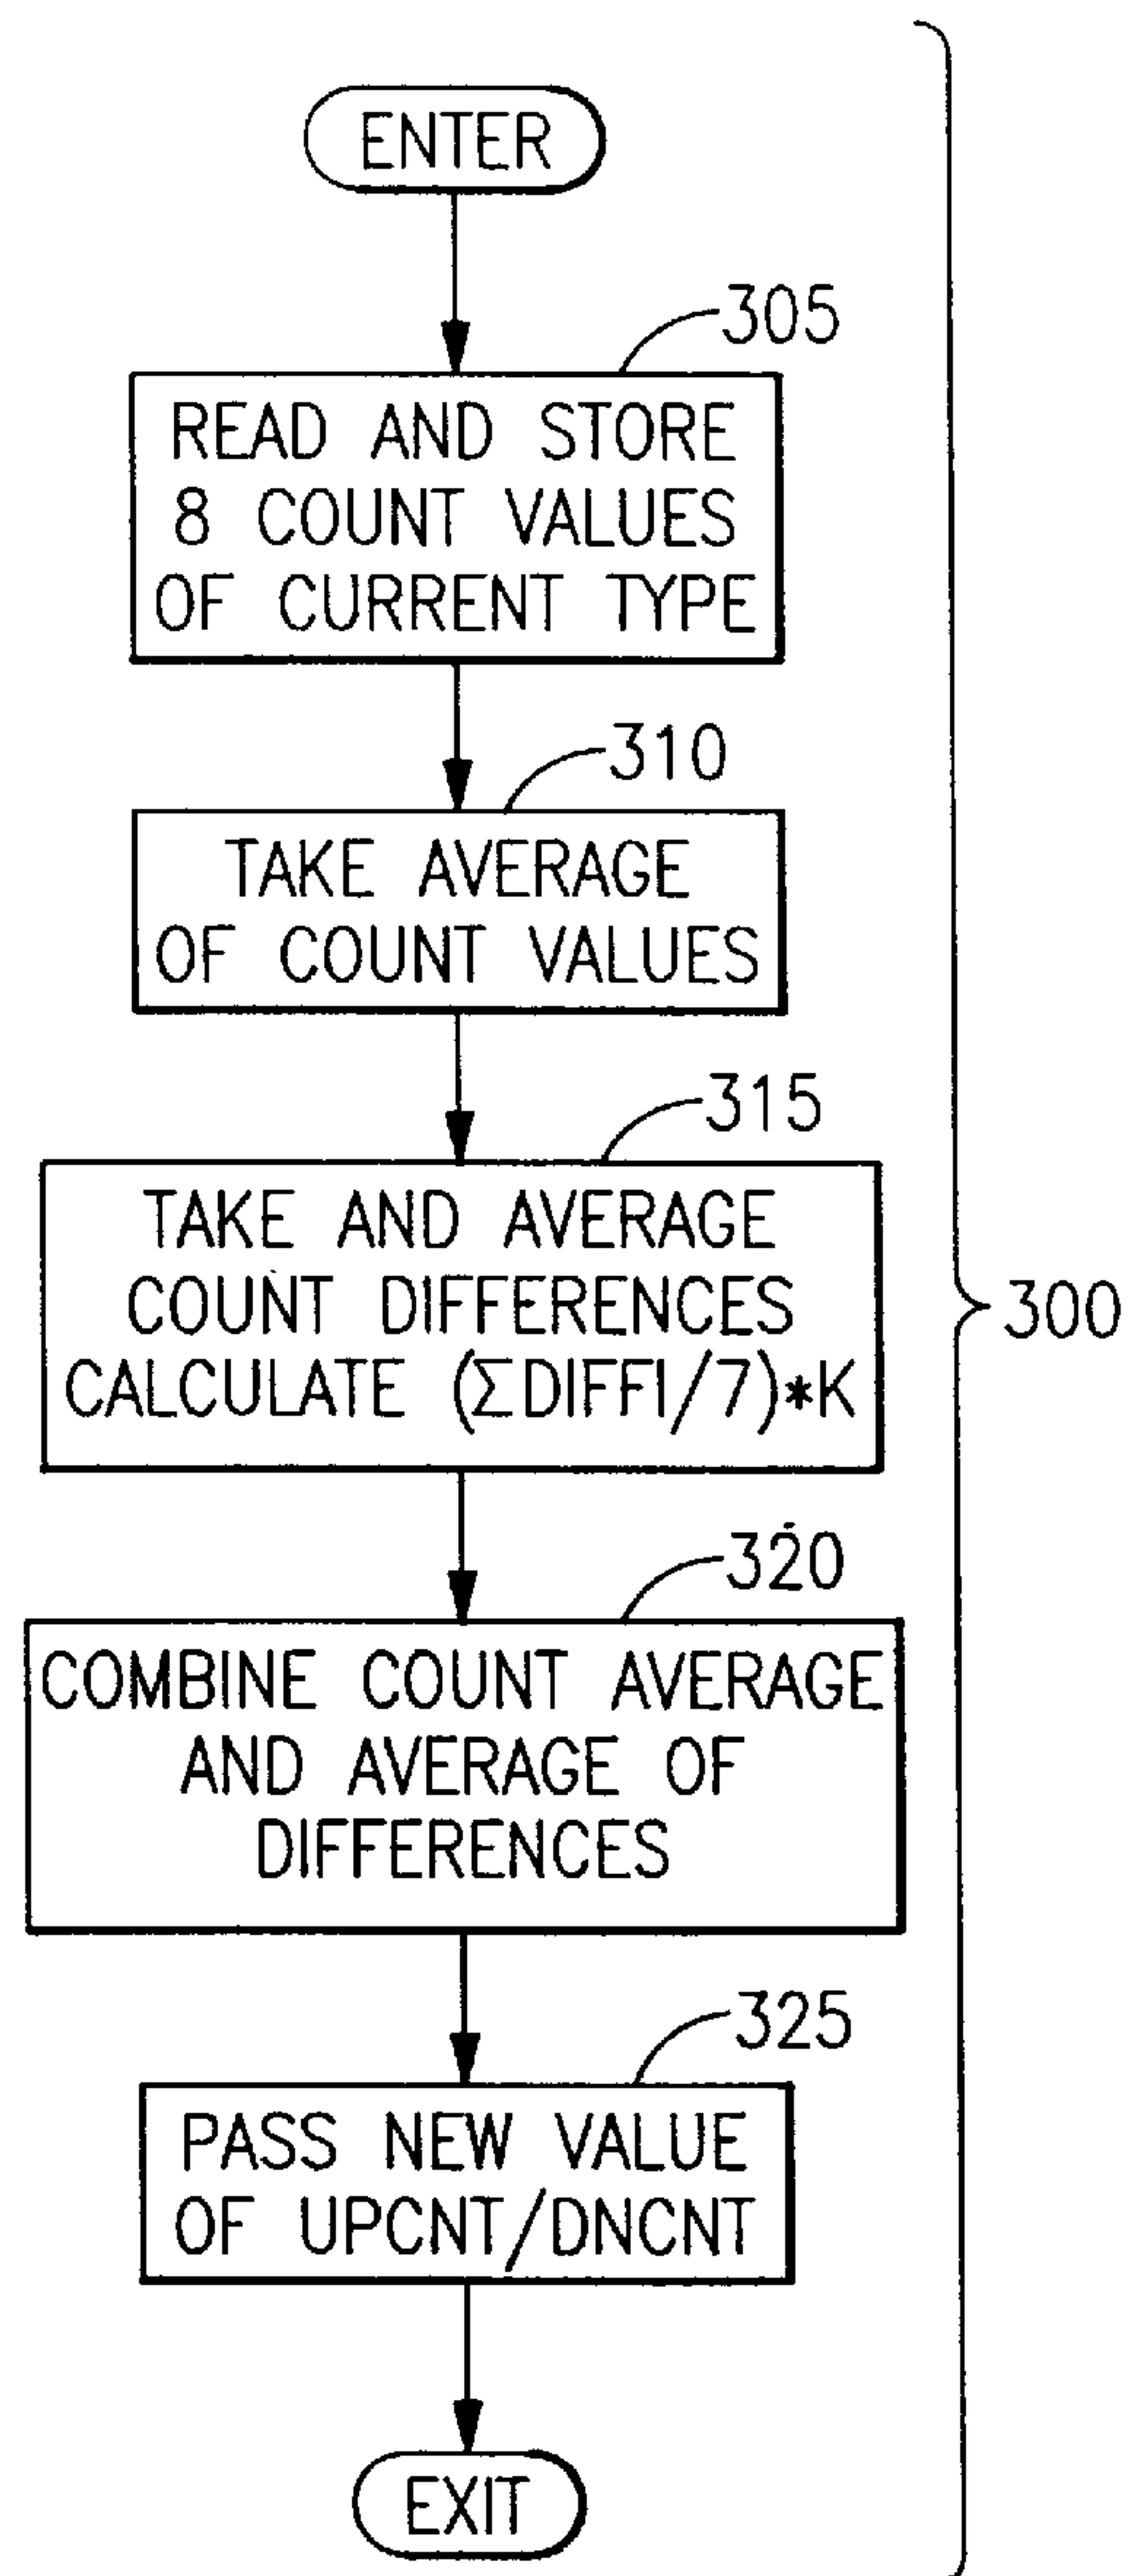 ENTER
305
READ AND STORE
8 COUNT VALUES
OF CURRENT TYPE
310
TAKE AVERAGE
OF COUNT VALUES
315
TAKE AND AVERAGE
COUNT DIFFERENCES
CALCULATE (ΣDIFFI/7)*K
300
320
COMBINE COUNT AVERAGE
AND AVERAGE OF
DIFFERENCES
325
PASS NEW VALUE
OF UPCNT/DNCNT
EXIT